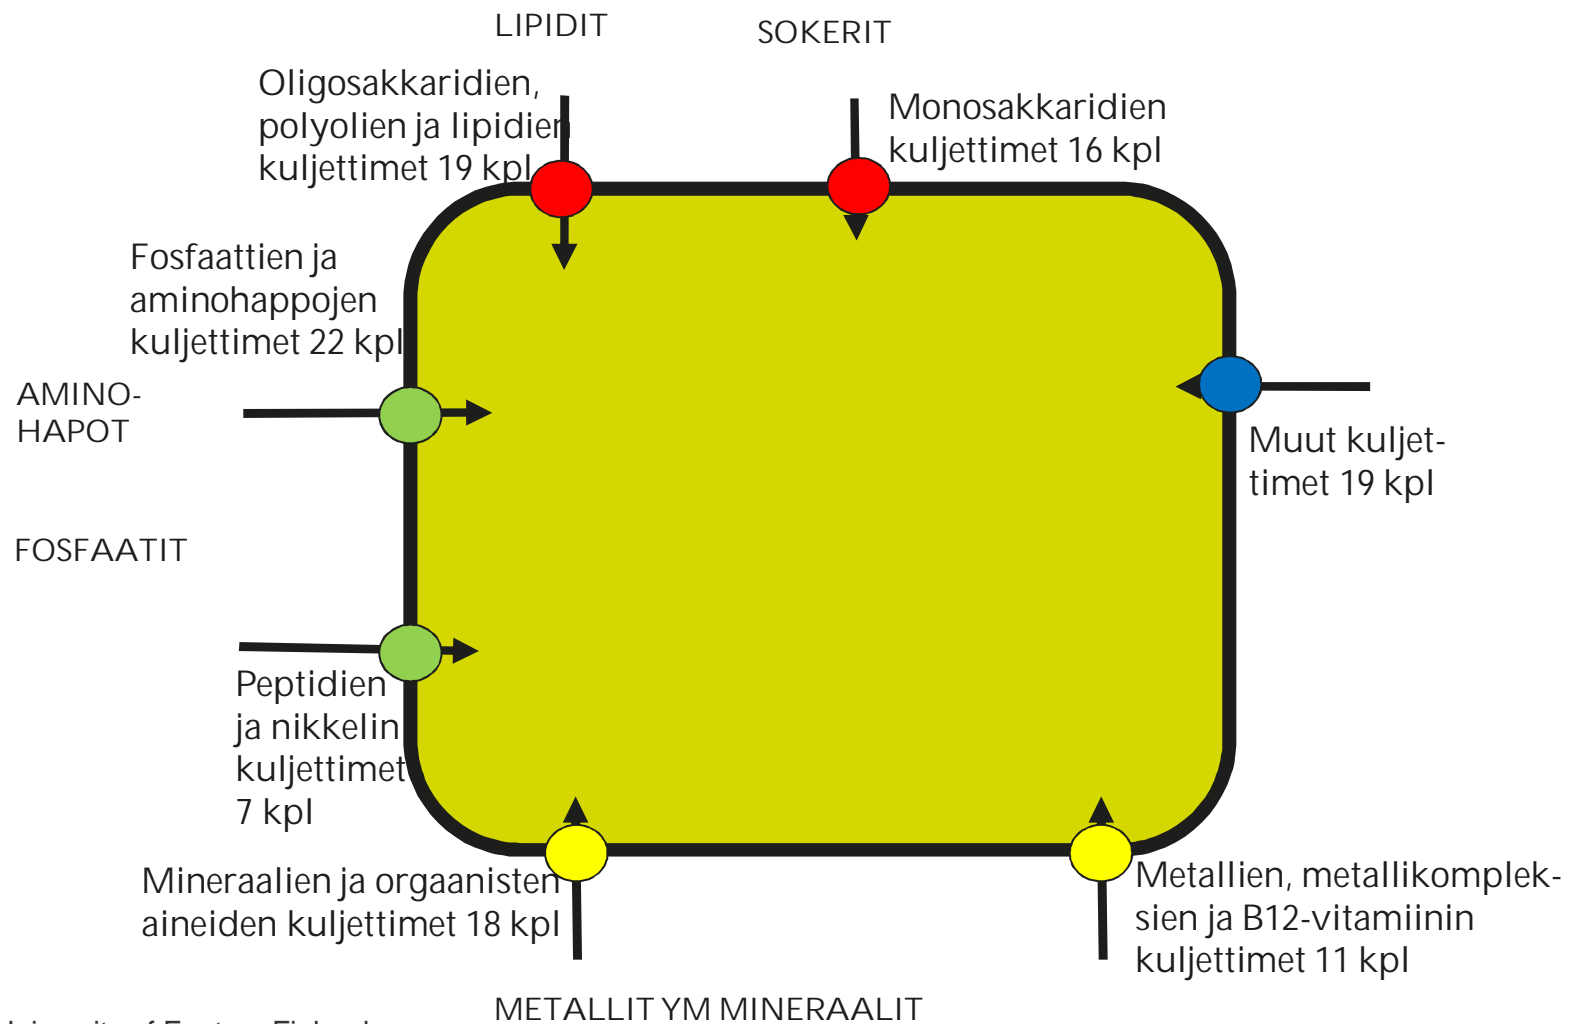 LIPIDIT
SOKERIT
Oligosakkaridien,
polyolien ja lipidien
kuljettimet 19 kpl
Monosakkaridien
kuljettimet 16 kpl
Fosfaattien ja
aminohappojen
kuljettimet 22 kpl
AMINO-
HAPOT
Muut kuljet-
timet 19 kpl
FOSFAATIT
Peptidien
ja nikkelin
kuljettimet
7 kpl
Mineraalien ja orgaanisten
aineiden kuljettimet 18 kpl
Metallien, metallikomplek-
sien ja B12-vitamiinin
kuljettimet 11 kpl
METALLIT YM MINERAALIT